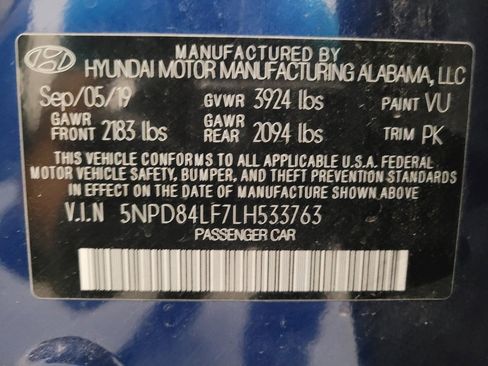 MANUFACTURED BY
HYUNDAI MOTOR MANUFACTURING ALABAMA, LLC
Sep/05/19 GVWR 3924 lbs PAINT VU
GAWR FRONT 2183 lbs GAWR REAR 2094 lbs TRIM PK
THIS VEHICLE CONFORMS TO ALL APPLICABLE U.S.A. FEDERAL
MOTOR VEHICLE SAFETY, BUMPER, AND THEFT PREVENTION STANDARDS
IN EFFECT ON THE DATE OF MANUFACTURE SHOWN ABOVE.
V.I.N 5NPD84LF7LH533763
PASSENGER CAR